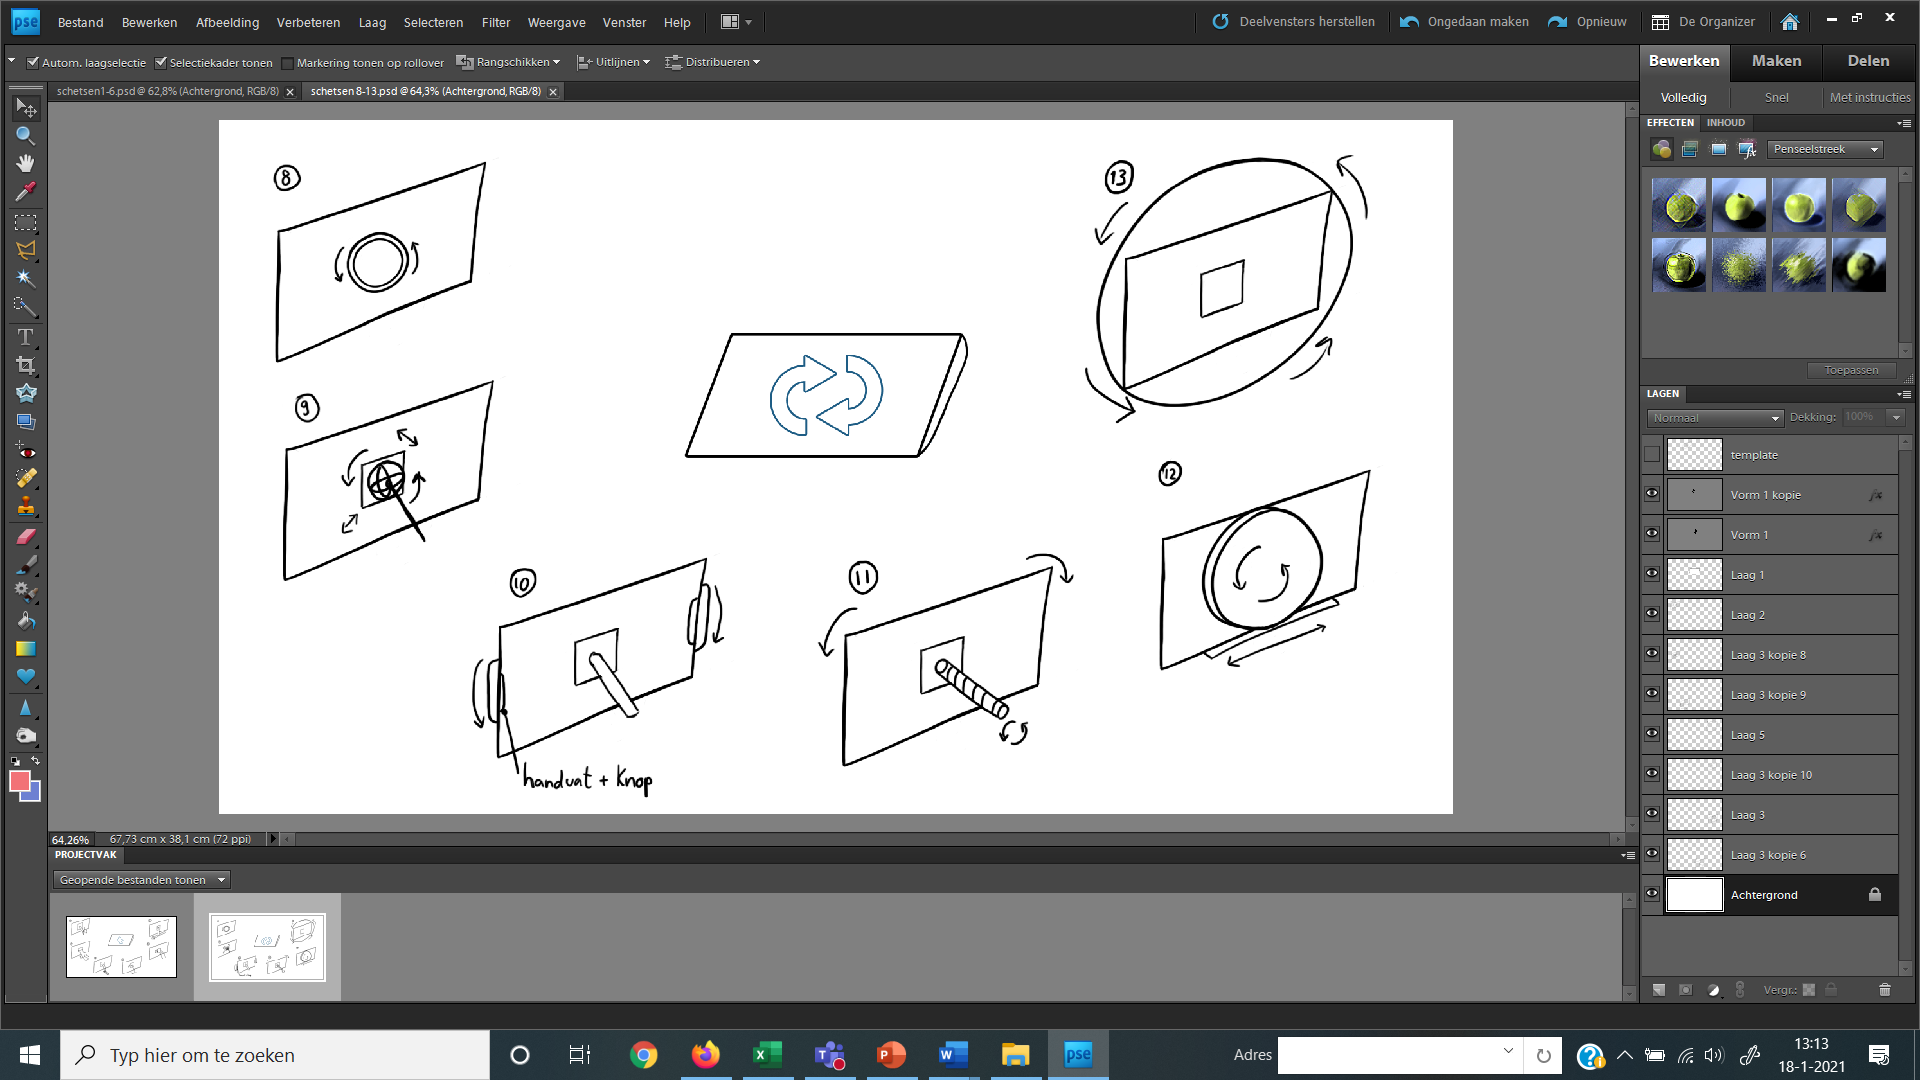 pse Bestand Bewerken Afbeelding Verbeteren Laag Selecteren Filter Weergave Venster Help Deelvensters herstellen Ongedaan maken Opnieuw De Organizer
Autom. laagselectie Selectiekader tonen Markering tonen op rollover Rangschikken Uitlijnen Distribueren
Bewerken Maken Delen
schetsen1-6.psd @ 62,8% (Achtergrond, RGB/8) schetsen 8-13.psd @ 64,3% (Achtergrond, RGB/8)
Volledig Snel Met instructies
EFFECTEN INHOUD
Penseelstreek
Toepassen
LAGEN
Normaal Dekking: 100%
template
Vorm 1 kopie fx
Vorm 1 fx
Laag 1
Laag 2
Laag 3 kopie 8
Laag 3 kopie 9
Laag 5
Laag 3 kopie 10
Laag 3
Laag 3 kopie 6
Achtergrond
Vergr.:
8
13
9
12
10
11
handvat + Knop
64,26% 67,73 cm x 38,1 cm (72 ppi)
PROJECTVAK
Geopende bestanden tonen
Typ hier om te zoeken
pse
Adres
13:13
18-1-2021